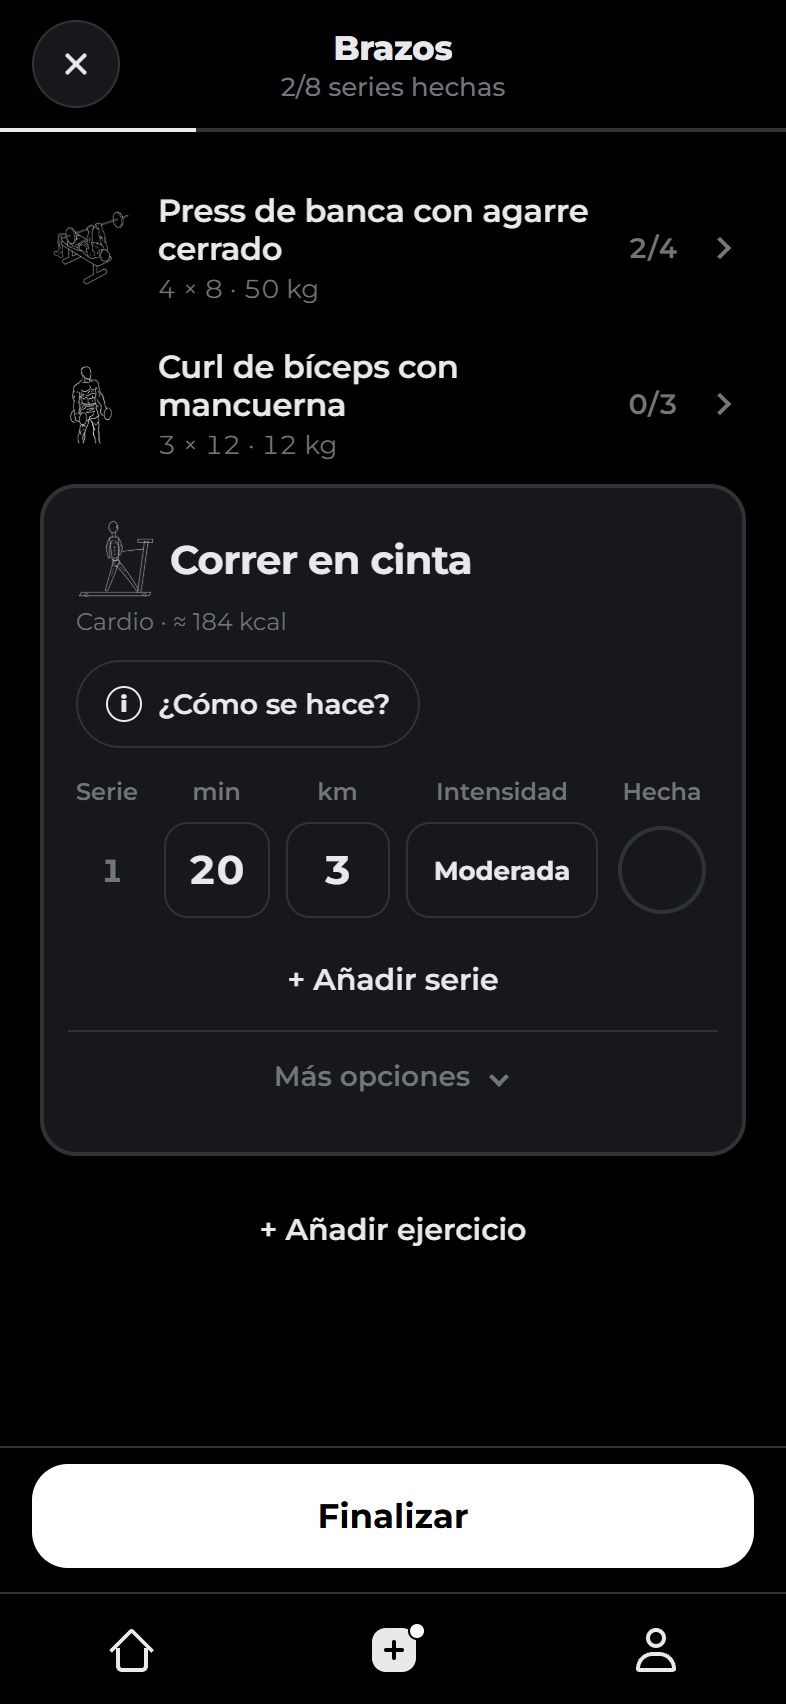 Brazos
2/8 series hechas
Press de banca con agarre
cerrado
4 × 8 · 50 kg
2/4
Curl de bíceps con
mancuerna
3 × 12 · 12 kg
0/3
Correr en cinta
Cardio · ≈ 184 kcal
¿Cómo se hace?
Serie min km Intensidad Hecha
1 20 3 Moderada
+ Añadir serie
Más opciones
+ Añadir ejercicio
Finalizar